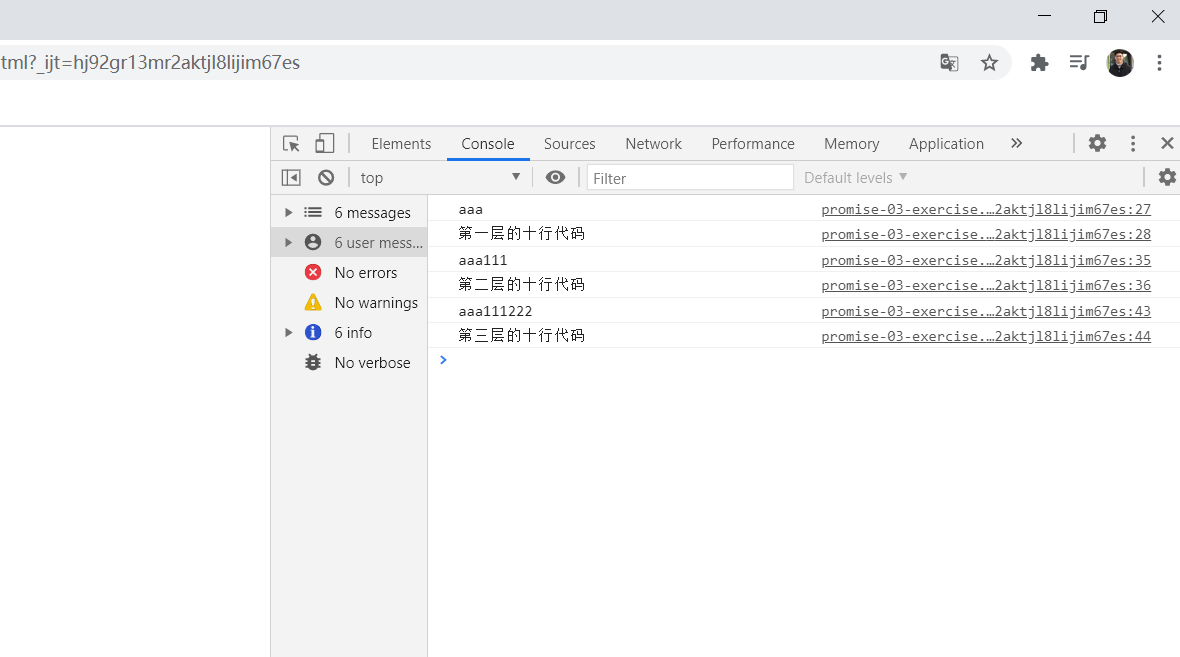 tml?_ijt=hj92gr13mr2aktjl8lijim67es
Elements Console Sources Network Performance Memory Application
top Filter Default levels
6 messages
6 user mess...
No errors
No warnings
6 info
No verbose
aaa promise-03-exercise.…2aktjl8lijim67es:27
第一层的十行代码 promise-03-exercise.…2aktjl8lijim67es:28
aaa111 promise-03-exercise.…2aktjl8lijim67es:35
第二层的十行代码 promise-03-exercise.…2aktjl8lijim67es:36
aaa111222 promise-03-exercise.…2aktjl8lijim67es:43
第三层的十行代码 promise-03-exercise.…2aktjl8lijim67es:44